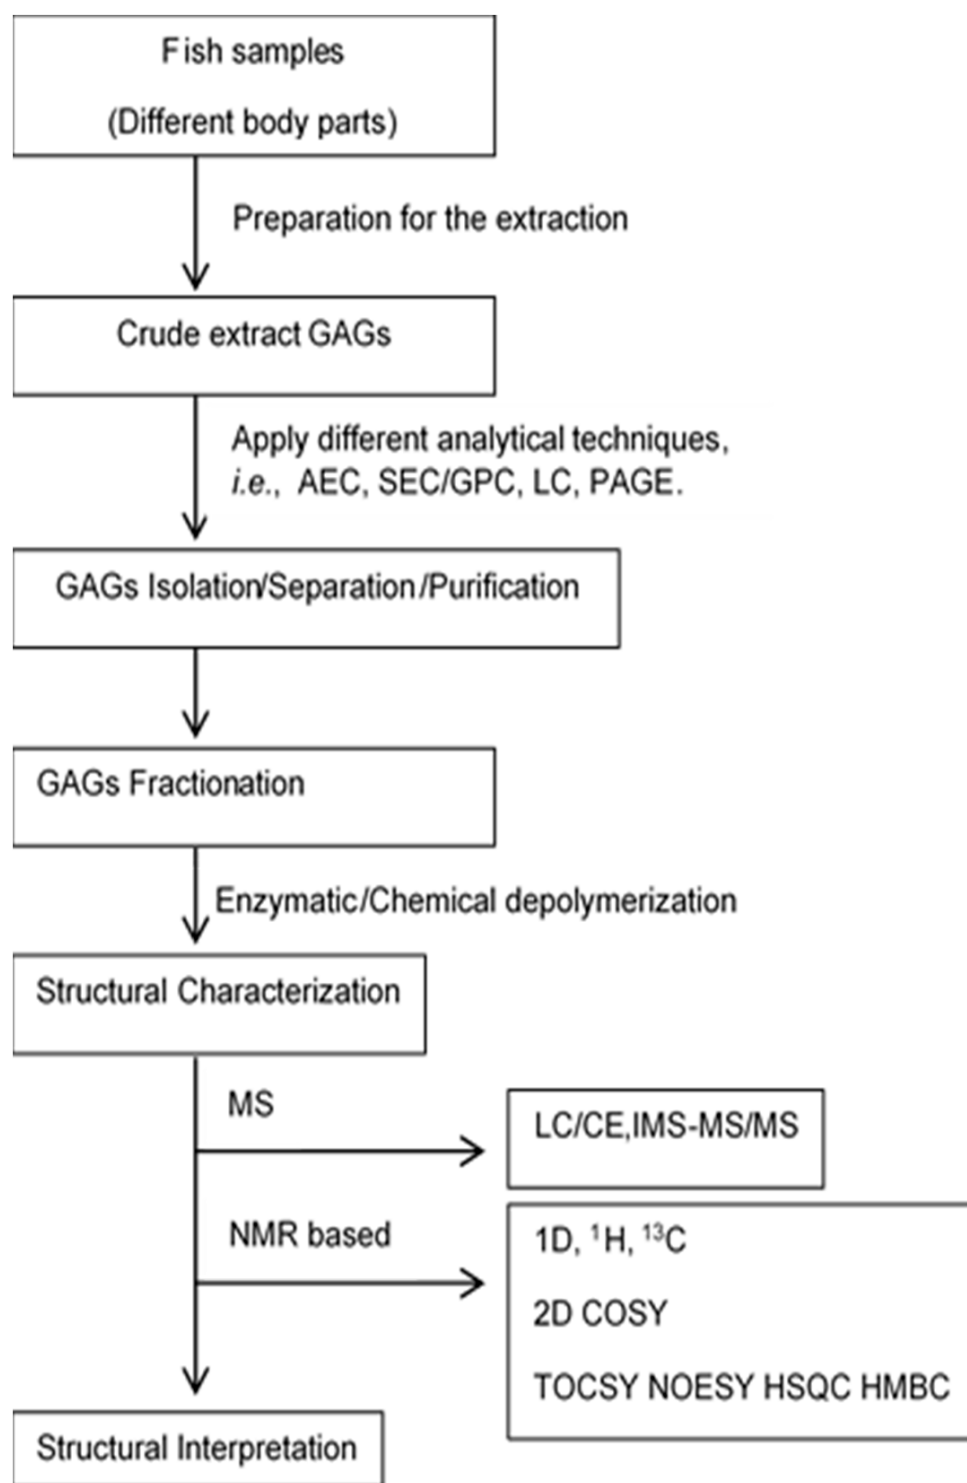 Fish samples
(Different body parts)
Preparation for the extraction
Crude extract GAGs
Apply different analytical techniques,
i.e., AEC, SEC/GPC, LC, PAGE.
GAGs Isolation/Separation/Purification
GAGs Fractionation
Enzymatic/Chemical depolymerization
Structural Characterization
MS
LC/CE,IMS-MS/MS
NMR based
1D, ¹H, ¹³C
2D COSY
TOCSY NOESY HSQC HMBC
Structural Interpretation